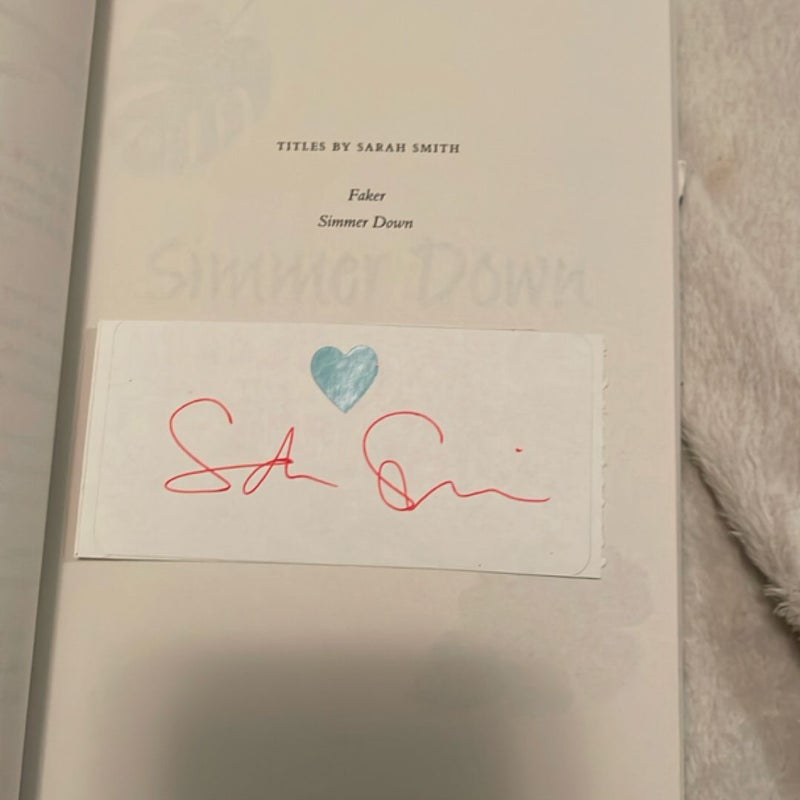 TITLES BY SARAH SMITH
Faker
Simmer Down
Simmer Down